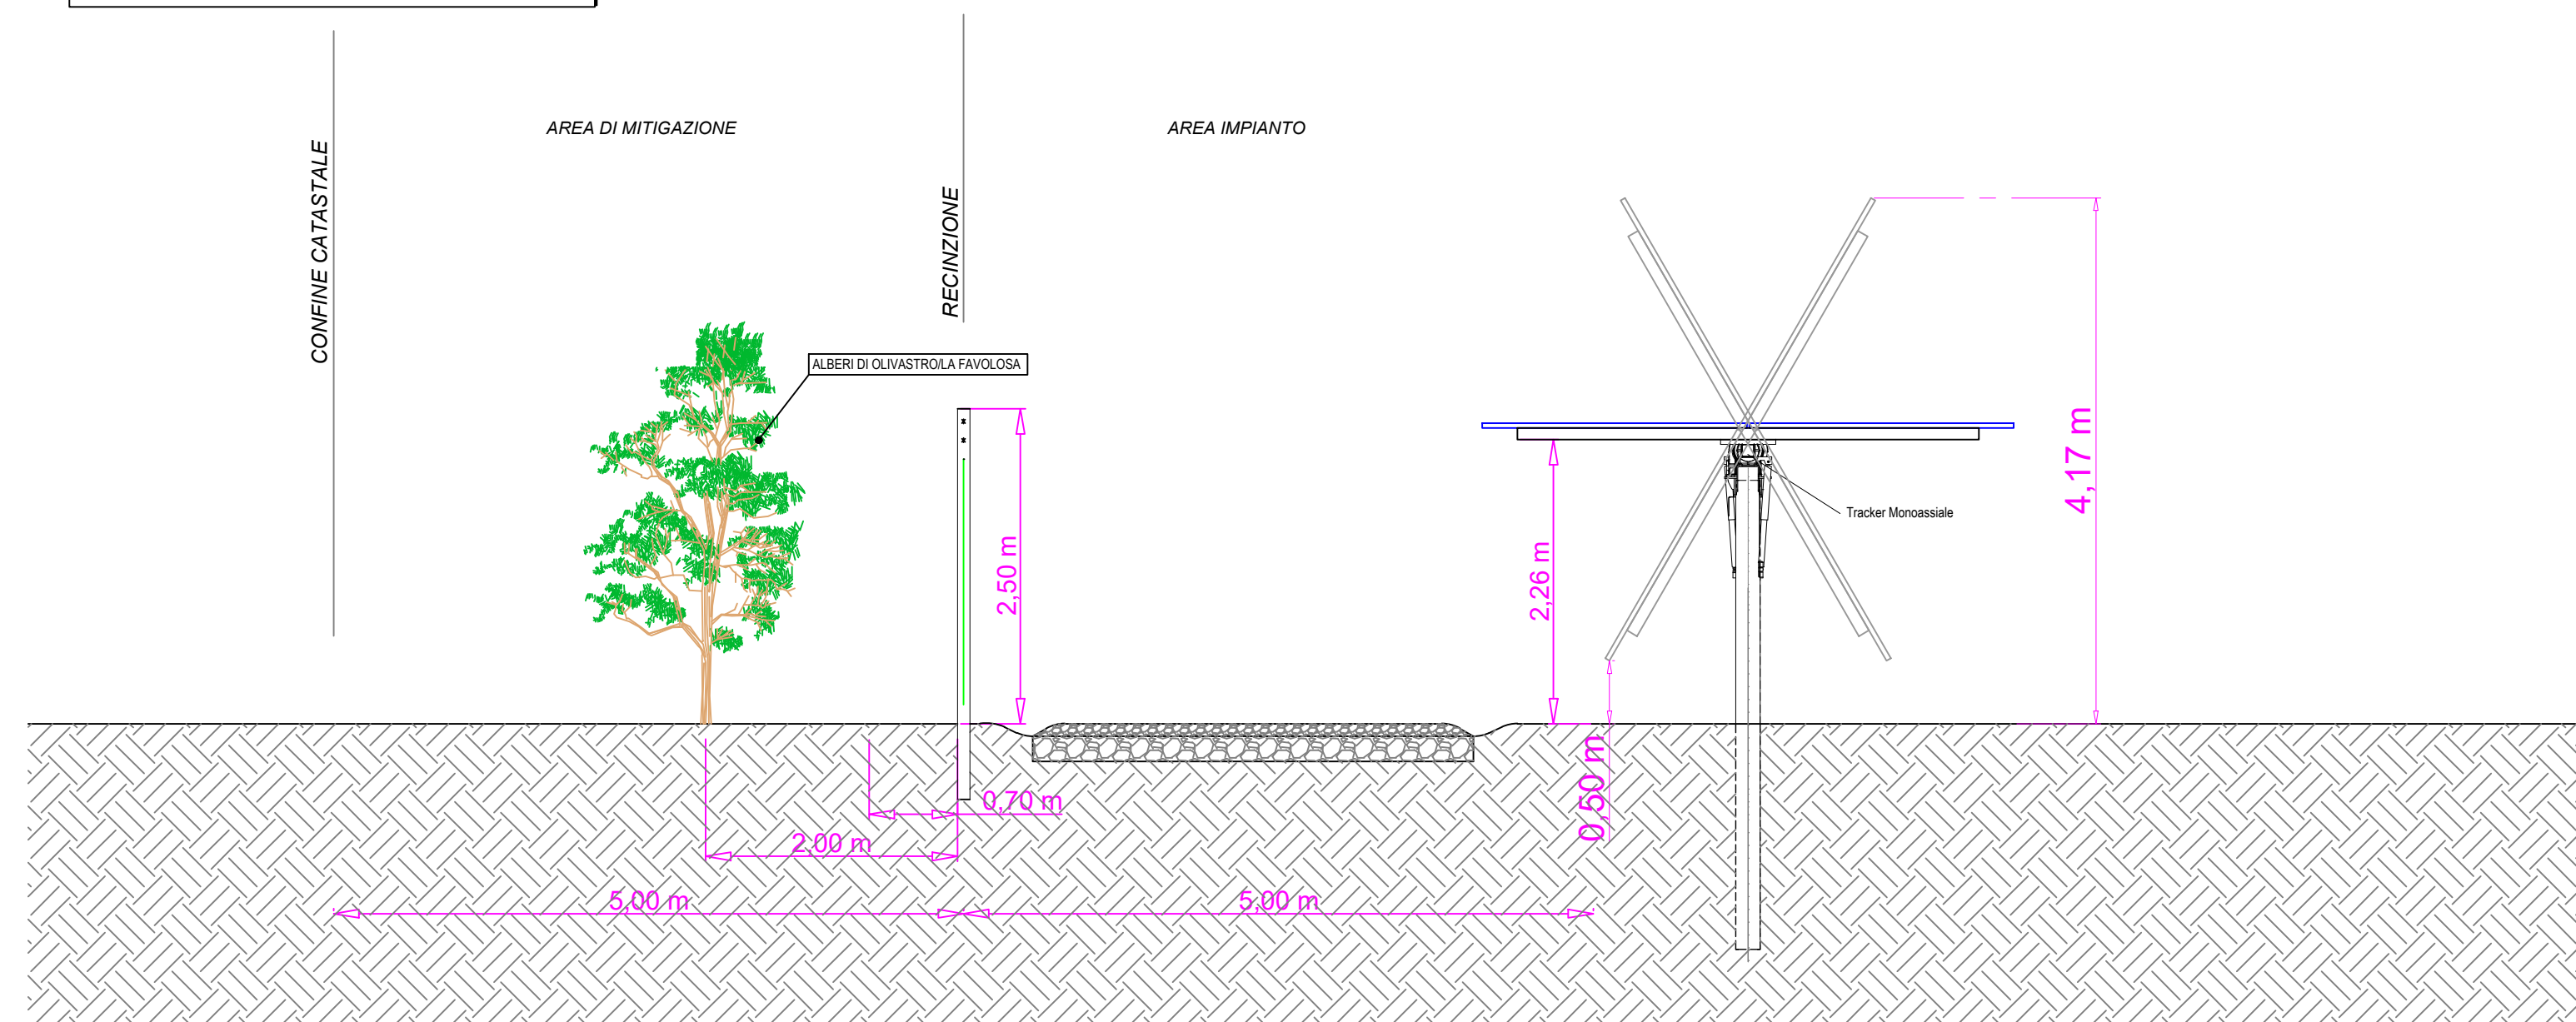 AREA DI MITIGAZIONE
AREA IMPIANTO
CONFINE CATASTALE
RECINZIONE
ALBERI DI OLIVASTRO/LA FAVOLOSA
2,50 m
2,26 m
4,17 m
Tracker Monoassiale
0,50 m
0,70 m
2,00 m
5,00 m
5,00 m